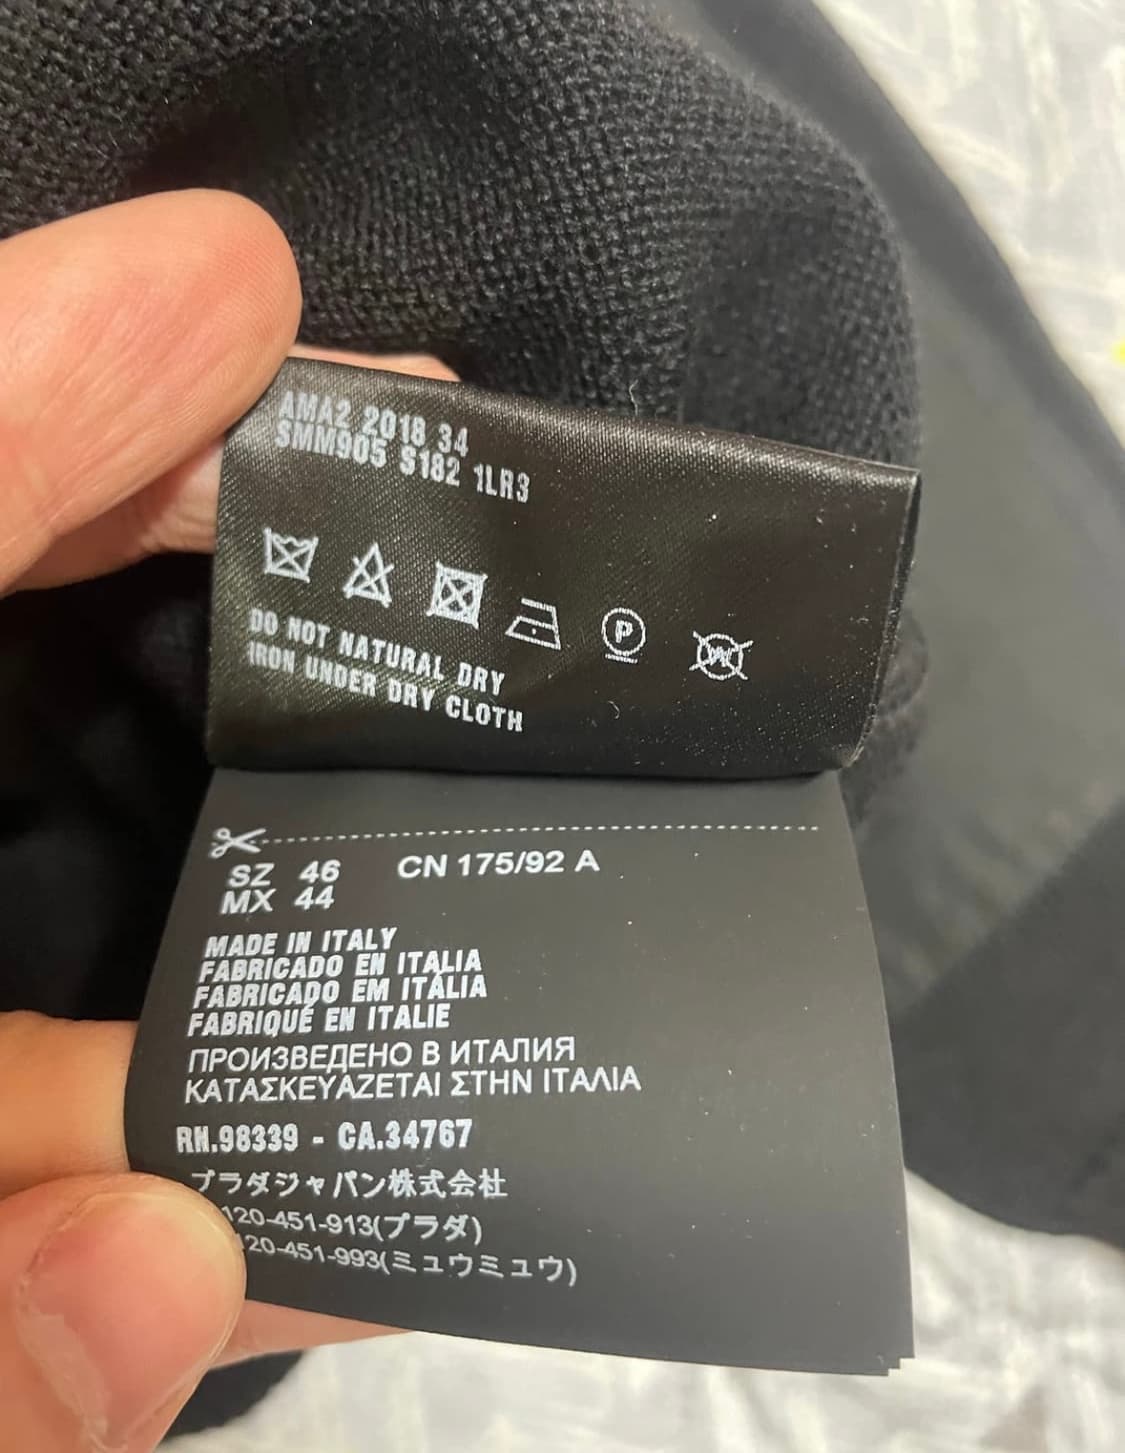 AMA2 2018 34
SMM905 S182 1LR3
P
W
DO NOT NATURAL DRY
IRON UNDER DRY CLOTH
SZ 46 CN 175/92 A
MX 44
MADE IN ITALY
FABRICADO EN ITALIA
FABRICADO EM ITÁLIA
FABRIQUÉ EN ITALIE
ПРОИЗВЕДЕНО В ИТАЛИЯ
ΚΑΤΑΣΚΕΥΑΖΕΤΑΙ ΣΤΗΝ ΙΤΑΛΙΑ
RN.98339 - CA.34767
プラダジャパン株式会社
120-451-913(プラダ)
120-451-993(ミュウミュウ)